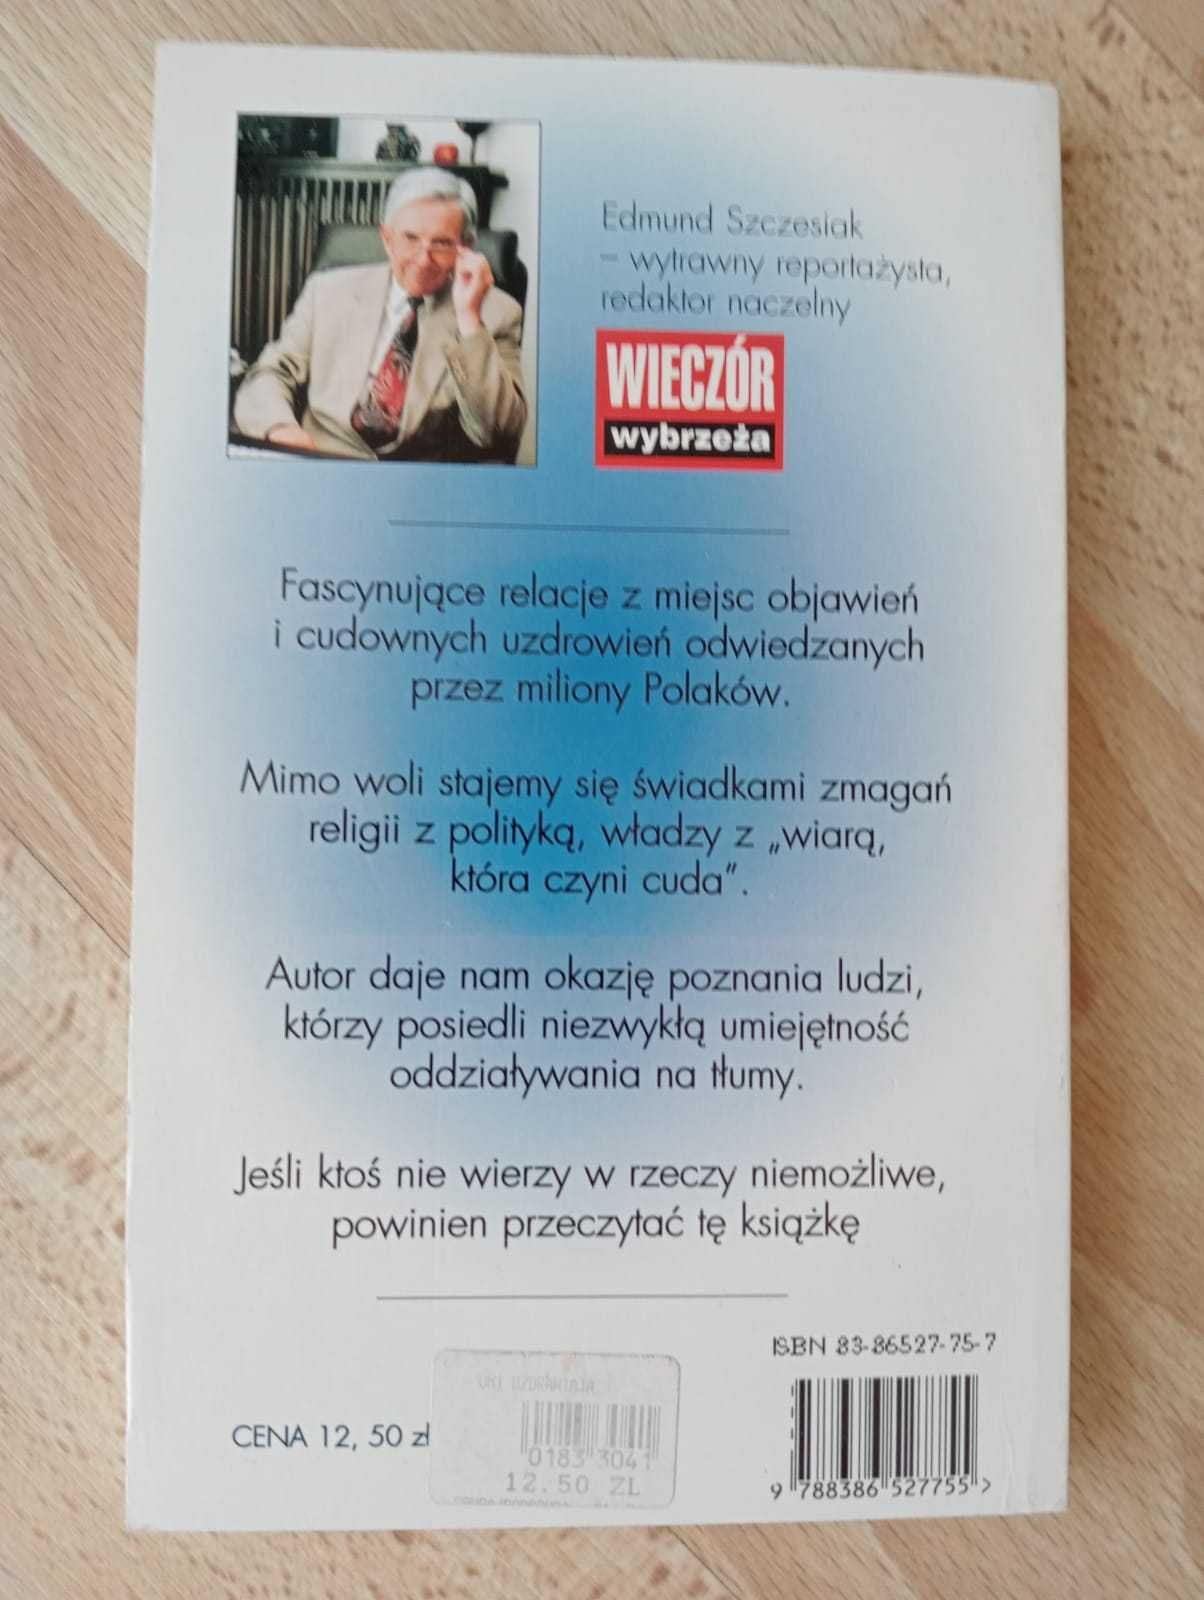 Edmund Szczesiak
– wytrawny reportażysta,
redaktor naczelny
WIECZÓR
wybrzeża
Fascynujące relacje z miejsc objawień
i cudownych uzdrowień odwiedzanych
przez miliony Polaków.
Mimo woli stajemy się świadkami zmagań
religii z polityką, władzy z „wiarą,
która czyni cuda".
Autor daje nam okazję poznania ludzi,
którzy posiedli niezwykłą umiejętność
oddziaływania na tłumy.
Jeśli ktoś nie wierzy w rzeczy niemożliwe,
powinien przeczytać tę książkę
ISBN 83-86527-75-7
CENA 12, 50 zł
0183 3041
12.50 ZL
9 788386 527755 >